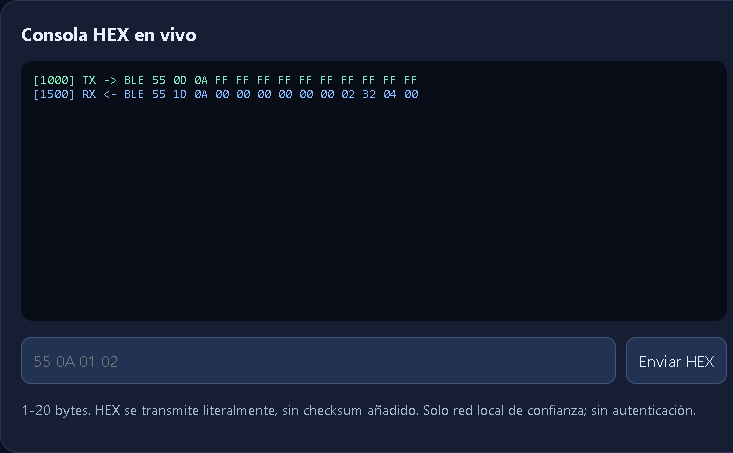 Consola HEX en vivo
[1000] TX -> BLE 55 0D 0A FF FF FF FF FF FF FF FF FF FF
[1500] RX <- BLE 55 1D 0A 00 00 00 00 00 00 02 32 04 00
55 0A 01 02
Enviar HEX
1-20 bytes. HEX se transmite literalmente, sin checksum añadido. Solo red local de confianza; sin autenticación.